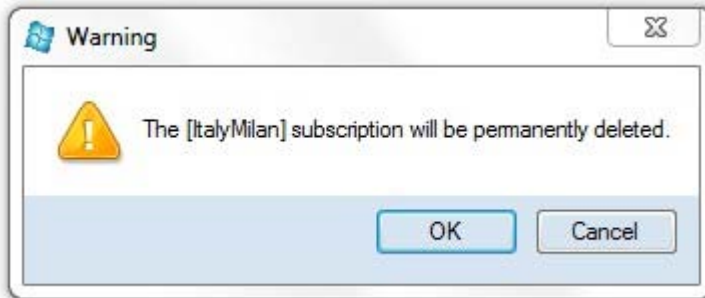 Warning
The [ItalyMilan] subscription will be permanently deleted.
OK
Cancel